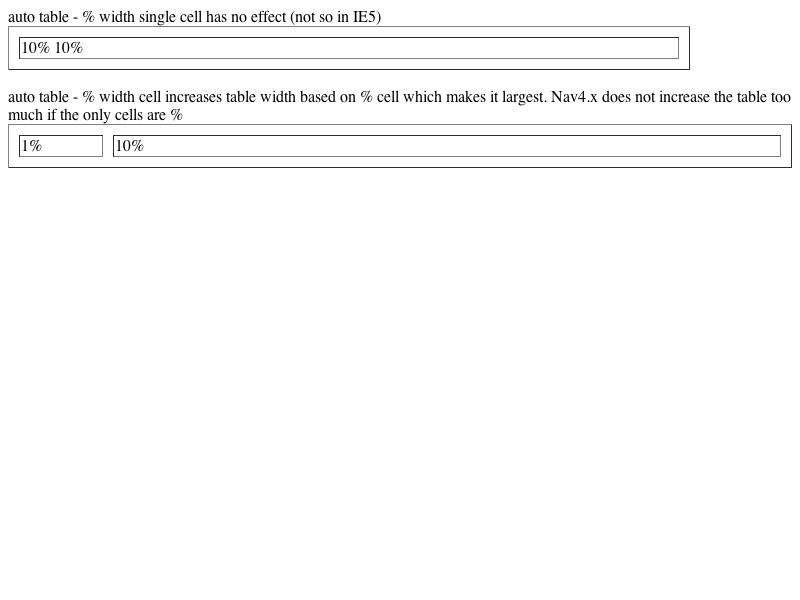 auto table - % width single cell has no effect (not so in IE5)
10% 10%
auto table - % width cell increases table width based on % cell which makes it largest. Nav4.x does not increase the table too
much if the only cells are %
1% 10%